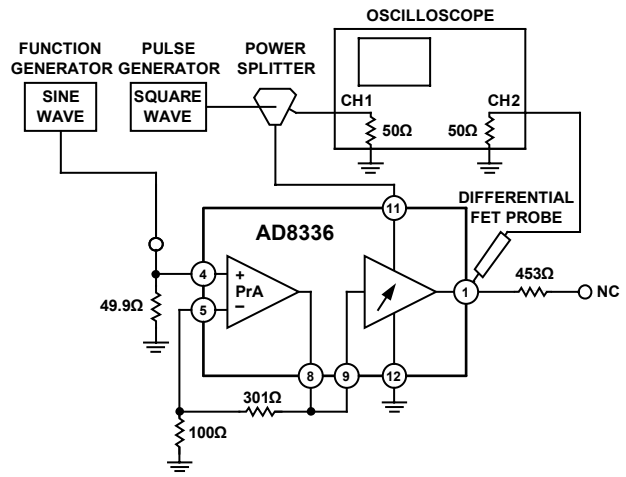 OSCILLOSCOPE
FUNCTION
GENERATOR
PULSE
GENERATOR
POWER
SPLITTER
SINE
WAVE
SQUARE
WAVE
CH1
CH2
50Ω
50Ω
DIFFERENTIAL
FET PROBE
11
AD8336
453Ω
4
+
PrA
1
NC
49.9Ω
5
–
8
9
12
301Ω
100Ω